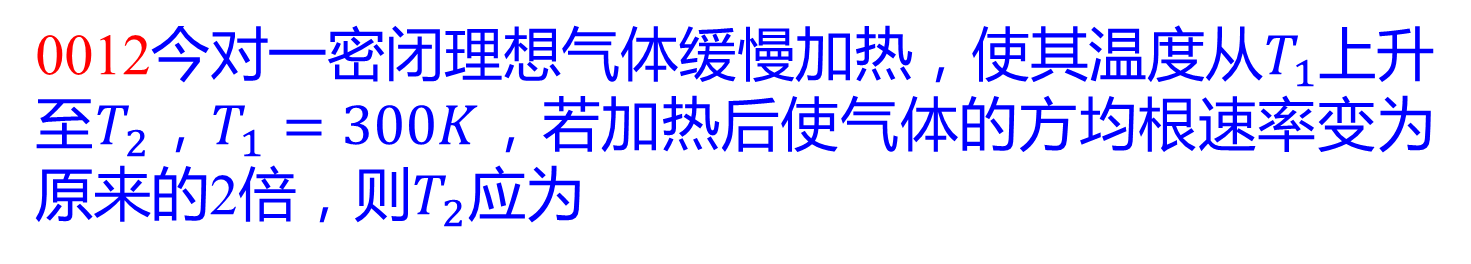 0012今对一密闭理想气体缓慢加热，使其温度从T₁上升
至T₂，T₁ = 300K ，若加热后使气体的方均根速率变为
原来的2倍，则T₂应为